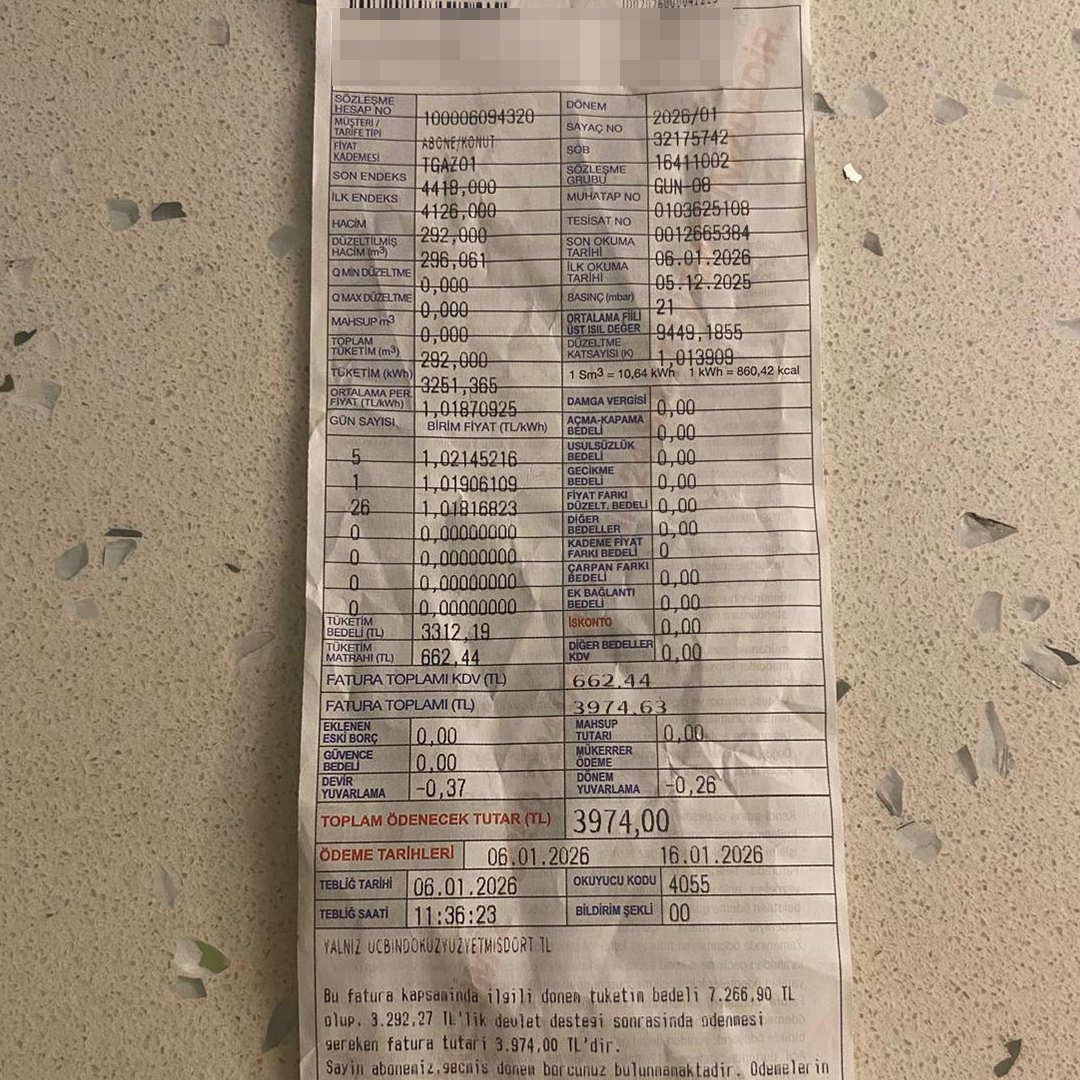 SÖZLEŞME HESAP NO 100006094320 DÖNEM 2026/01
MÜŞTERİ / TARİFE TİPİ ABONE/KONUT SAYAÇ NO 32175742
FİYAT KADEMESİ TGAZ01 SOB 16411002
SON ENDEKS 4418,000 SÖZLEŞME GRUBU GUN-08
İLK ENDEKS 4126,000 MUHATAP NO 0103625108
HACİM 292,000 TESİSAT NO 0012665384
DÜZELTİLMİŞ HACİM (m³) 296,061 SON OKUMA TARİHİ 06.01.2026
Q MİN DÜZELTME 0,000 İLK OKUMA TARİHİ 05.12.2025
Q MAX DÜZELTME 0,000 BASINÇ (mbar) 21
MAHSUP m³ 0,000 ORTALAMA FİİLİ ÜST ISIL DEĞER 9449,1855
TOPLAM TÜKETİM (m³) 292,000 DÜZELTME KATSAYISI (K) 1,013909
TÜKETİM (kWh) 3251,365 1 Sm³ = 10,64 kWh 1 kWh = 860,42 kcal
ORTALAMA PER. FİYAT (TL/kWh) 1,01870925 DAMGA VERGİSİ 0,00
GÜN SAYISI BİRİM FİYAT (TL/kWh) AÇMA-KAPAMA BEDELİ 0,00
5 1,02145216 USULSÜZLÜK BEDELİ 0,00
1 1,01906109 GECİKME BEDELİ 0,00
26 1,01816823 FİYAT FARKI DÜZELT. BEDELİ 0,00
0 0,00000000 DİĞER BEDELLER 0,00
0 0,00000000 KADEME FİYAT FARKI BEDELİ 0
0 0,00000000 ÇARPAN FARKI BEDELİ 0,00
0 0,00000000 EK BAĞLANTI BEDELİ 0,00
TÜKETİM BEDELİ (TL) 3312,19 İSKONTO 0,00
TÜKETİM MATRAHI (TL) 662,44 DİĞER BEDELLER KDV 0,00
FATURA TOPLAMI KDV (TL) 662,44
FATURA TOPLAMI (TL) 3974,63
EKLENEN ESKİ BORÇ 0,00 MAHSUP TUTARI 0,00
GÜVENCE BEDELİ 0,00 MÜKERRER ÖDEME
DEVİR YUVARLAMA -0,37 DÖNEM YUVARLAMA -0,26
TOPLAM ÖDENECEK TUTAR (TL) 3974,00
ÖDEME TARİHLERİ 06.01.2026 16.01.2026
TEBLİĞ TARİHİ 06.01.2026 OKUYUCU KODU 4055
TEBLİĞ SAATİ 11:36:23 BİLDİRİM ŞEKLİ 00
YALNIZ UCBINDOKUZYUZYETMISDORT TL
Bu fatura kapsaminda ilgili donem tuketim bedeli 7.266,90 TL
olup, 3.292,27 TL'lik devlet destegi sonrasinda odenmesi
gereken fatura tutari 3.974,00 TL'dir.
Sayin abonemiz,gecmis donem borcunuz bulunmamaktadir. Odemelerin